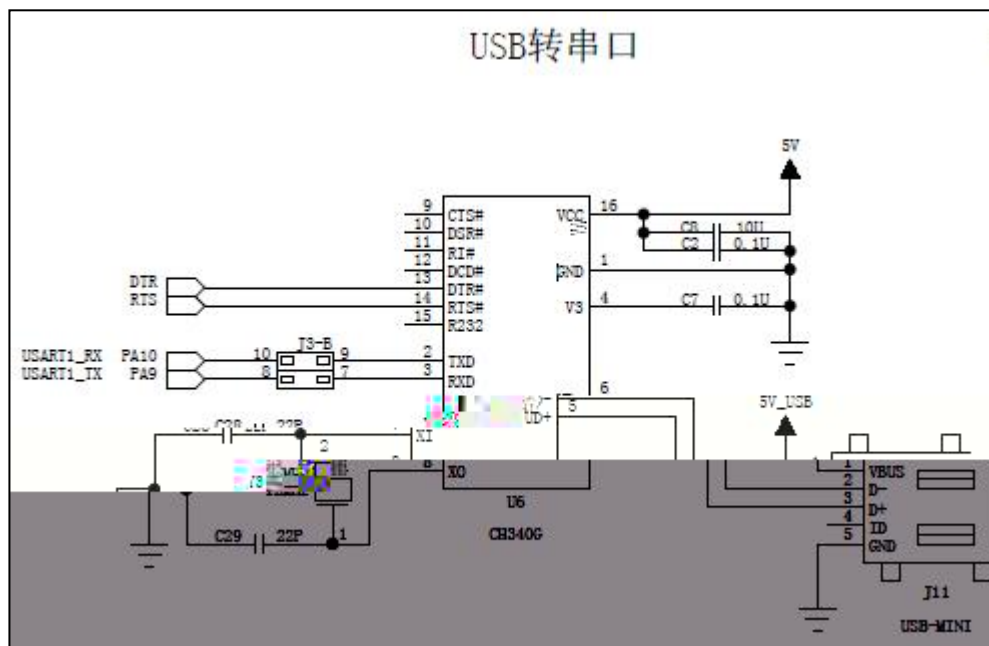 USB转串口
5V
9 CTS# VCC 16
10 DSR# C8 10U
11 RI# C2 0.1U
12 DCD# GND 1
DTR 13 DTR#
RTS 14 RTS# V3 4 C7 0.1U
15 R232
J3-B
USART1_RX PA10 10 9 2 TXD
USART1_TX PA9 8 7 3 RXD
6
UD+ 5 5V_USB
XI
2
8 XO
1 VBUS
2 D-
3 D+
4 ID
5 GND
U6
CH340G
C29 22P 1
J11
USB-MINI